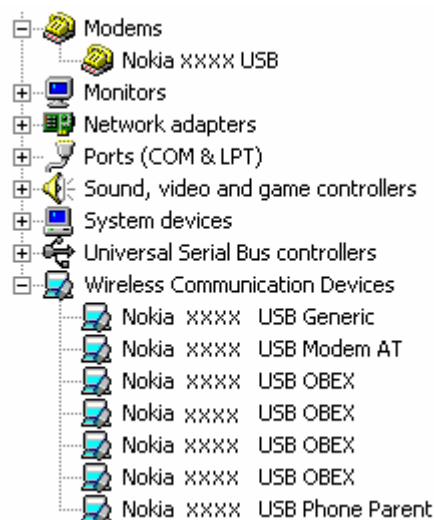 Modems
Nokia XXXX USB
Monitors
Network adapters
Ports (COM & LPT)
Sound, video and game controllers
System devices
Universal Serial Bus controllers
Wireless Communication Devices
Nokia XXXX USB Generic
Nokia XXXX USB Modem AT
Nokia XXXX USB OBEX
Nokia XXXX USB OBEX
Nokia XXXX USB OBEX
Nokia XXXX USB OBEX
Nokia XXXX USB Phone Parent